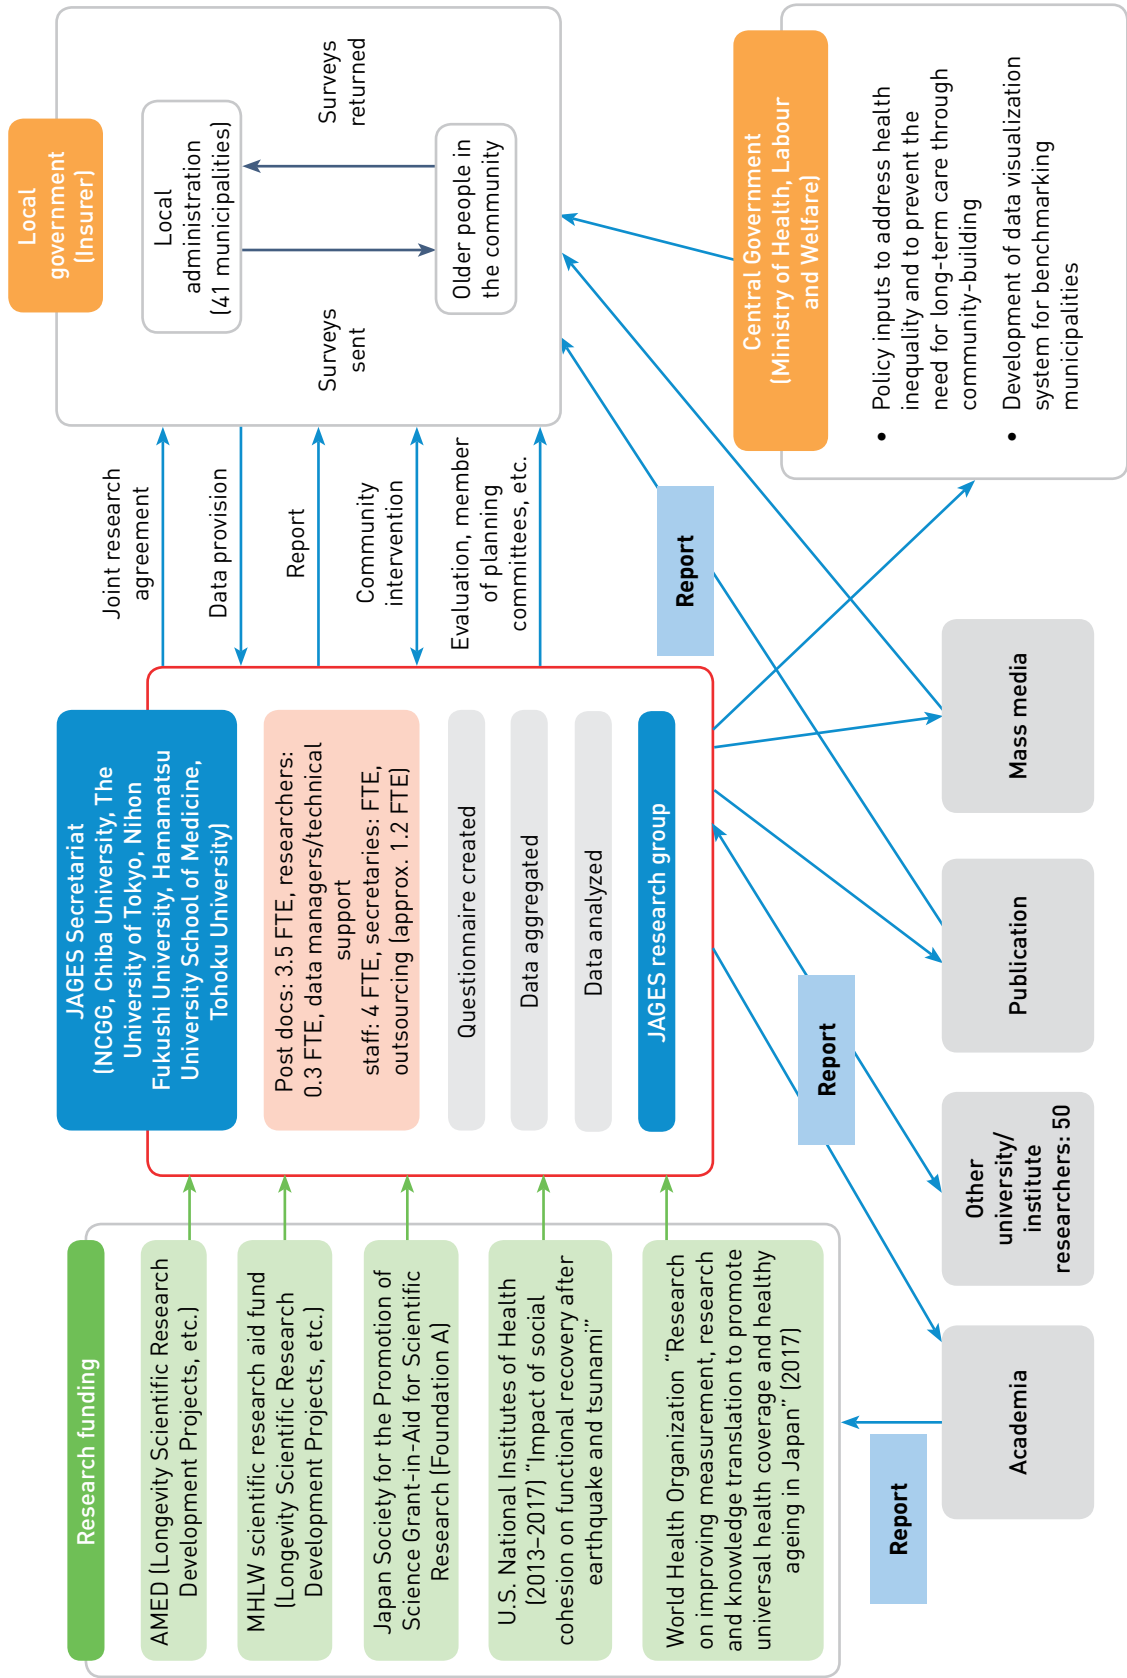 Research funding
AMED (Longevity Scientific Research
Development Projects, etc.)
MHLW scientific research aid fund
(Longevity Scientific Research
Development Projects, etc.)
Japan Society for the Promotion of
Science Grant-in-Aid for Scientific
Research (Foundation A)
U.S. National Institutes of Health
(2013–2017) “Impact of social
cohesion on functional recovery after
earthquake and tsunami”
World Health Organization “Research
on improving measurement, research
and knowledge translation to promote
universal health coverage and healthy
ageing in Japan” (2017)
JAGES Secretariat
(NCGG, Chiba University, The
University of Tokyo, Nihon
Fukushi University, Hamamatsu
University School of Medicine,
Tohoku University)
Post docs: 3.5 FTE, researchers:
0.3 FTE, data managers/technical
support
staff: 4 FTE, secretaries: FTE,
outsourcing (approx. 1.2 FTE)
Questionnaire created
Data aggregated
Data analyzed
JAGES research group
Joint research
agreement
Data provision
Report
Community
intervention
Evaluation, member
of planning
committees, etc.
Local
government
(Insurer)
Local
administration
(41 municipalities)
Surveys
sent
Surveys
returned
Older people in
the community
Report
Report
Report
Academia
Other
university/
institute
researchers: 50
Publication
Mass media
Central Government
(Ministry of Health, Labour
and Welfare)
• Policy inputs to address health
inequality and to prevent the
need for long-term care through
community-building
• Development of data visualization
system for benchmarking
municipalities